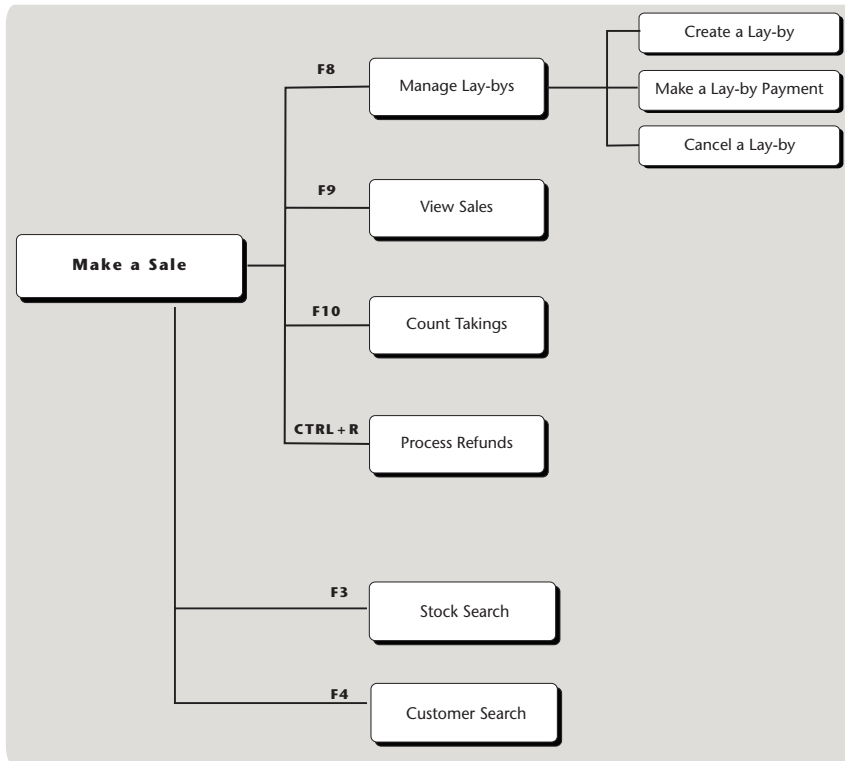 Create a Lay-by
F8
Manage Lay-bys
Make a Lay-by Payment
Cancel a Lay-by
F9
View Sales
Make a Sale
F10
Count Takings
CTRL + R
Process Refunds
F3
Stock Search
F4
Customer Search